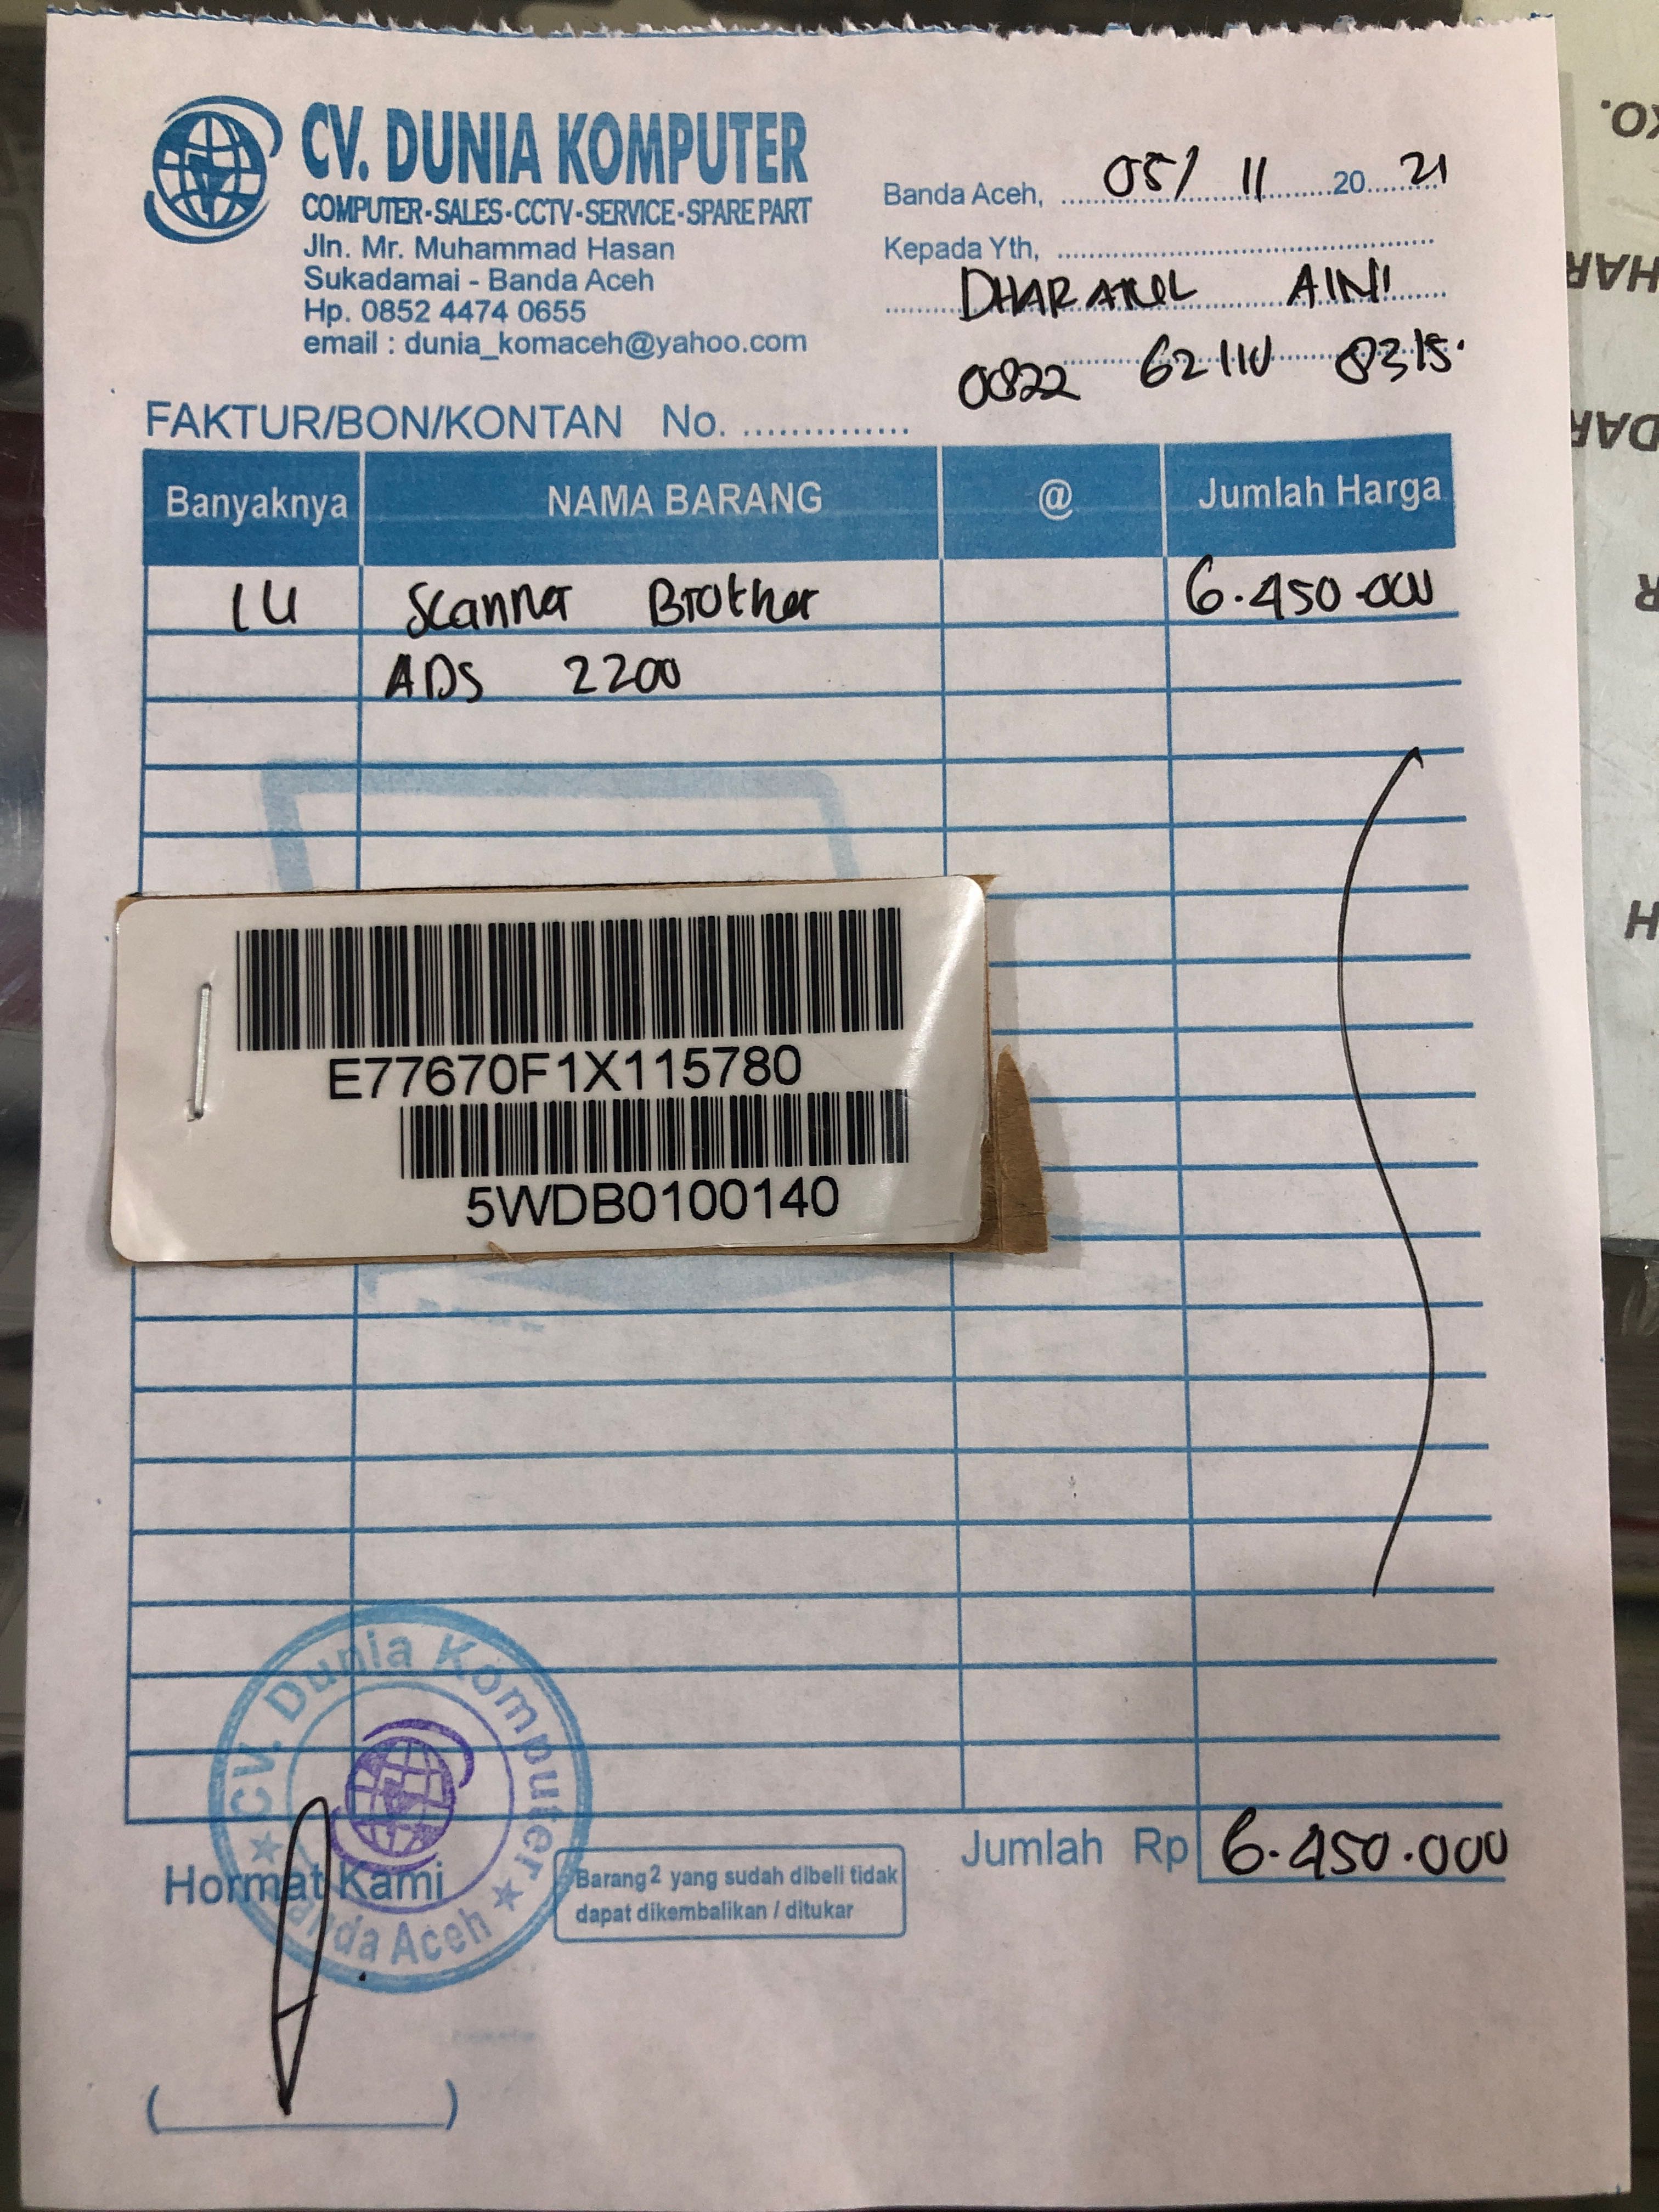 CV. DUNIA KOMPUTER
COMPUTER - SALES - CCTV - SERVICE - SPARE PART
Jln. Mr. Muhammad Hasan
Sukadamai - Banda Aceh
Hp. 0852 4474 0655
email : dunia_komaceh@yahoo.com
Banda Aceh, 05/ 11 20 21
Kepada Yth,
AINI
0822
FAKTUR/BON/KONTAN No.
Banyaknya NAMA BARANG @ Jumlah Harga
1 U Scanner Brother 6.450.000
ADS 2200
E77670F1X115780
5WDB0100140
CV. Dunia Komputer
Banda Aceh
Jumlah Rp 6.450.000
Hormat Kami
Barang2 yang sudah dibeli tidak
dapat dikembalikan / ditukar